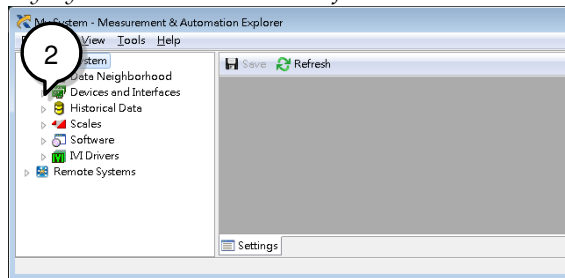 My System - Measurement & Automation Explorer
View Tools Help
2
Save Refresh
Data Neighborhood
Devices and Interfaces
Historical Data
Scales
Software
IVI Drivers
Remote Systems
Settings